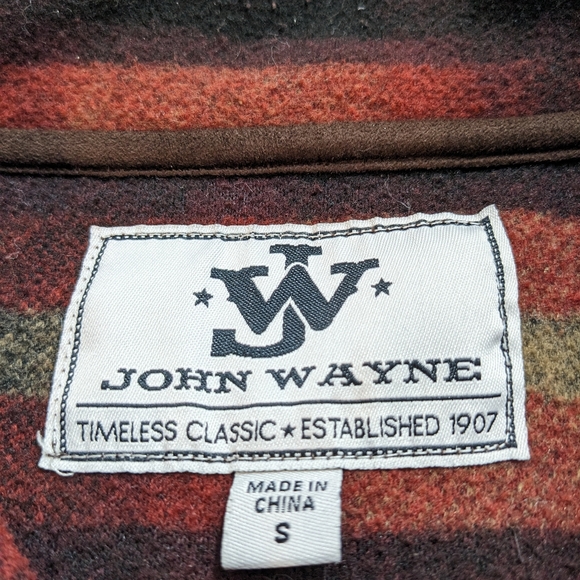 JW
JOHN WAYNE
TIMELESS CLASSIC★ESTABLISHED 1907
MADE IN
CHINA
S